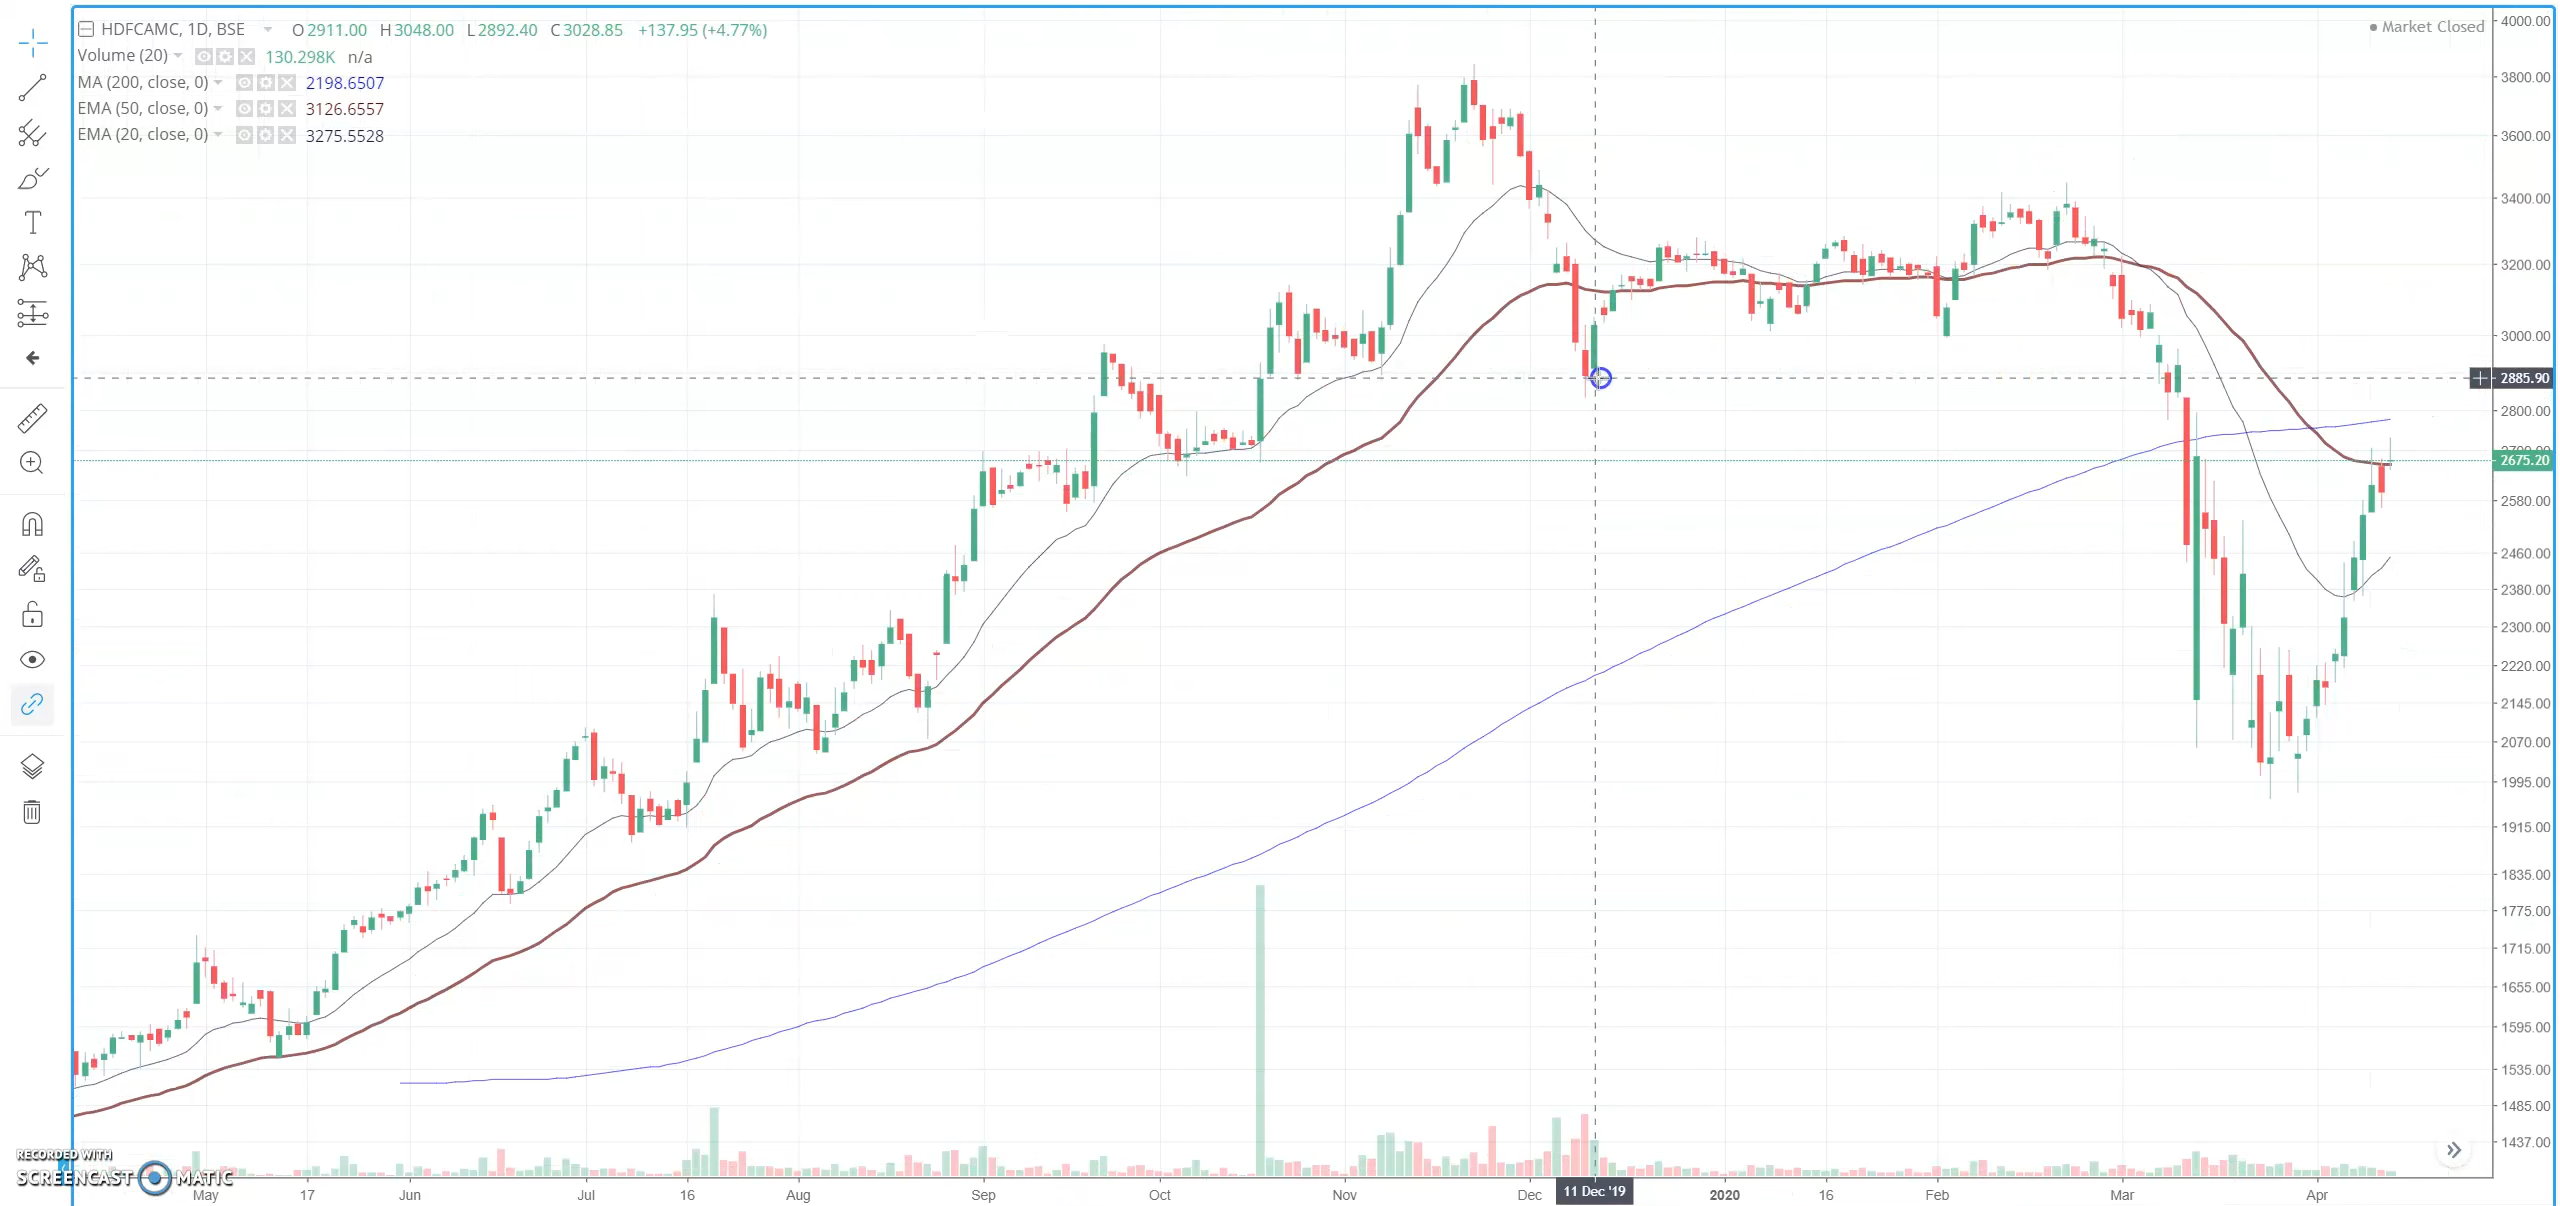 HDFCAMC, 1D, BSE O2911.00 H3048.00 L2892.40 C3028.85 +137.95 (+4.77%)
Market Closed
Volume (20) 130.298K n/a
MA (200, close, 0) 2198.6507
EMA (50, close, 0) 3126.6557
EMA (20, close, 0) 3275.5528
4000.00
3800.00
3600.00
3400.00
3200.00
3000.00
2885.90
2800.00
2675.20
2580.00
2460.00
2380.00
2300.00
2220.00
2145.00
2070.00
1995.00
1915.00
1835.00
1775.00
1715.00
1655.00
1595.00
1535.00
1485.00
1437.00
RECORDED WITH
SCREENCAST MATIC
May 17 Jun Jul 16 Aug Sep Oct Nov Dec 11 Dec '19 2020 16 Feb Mar Apr